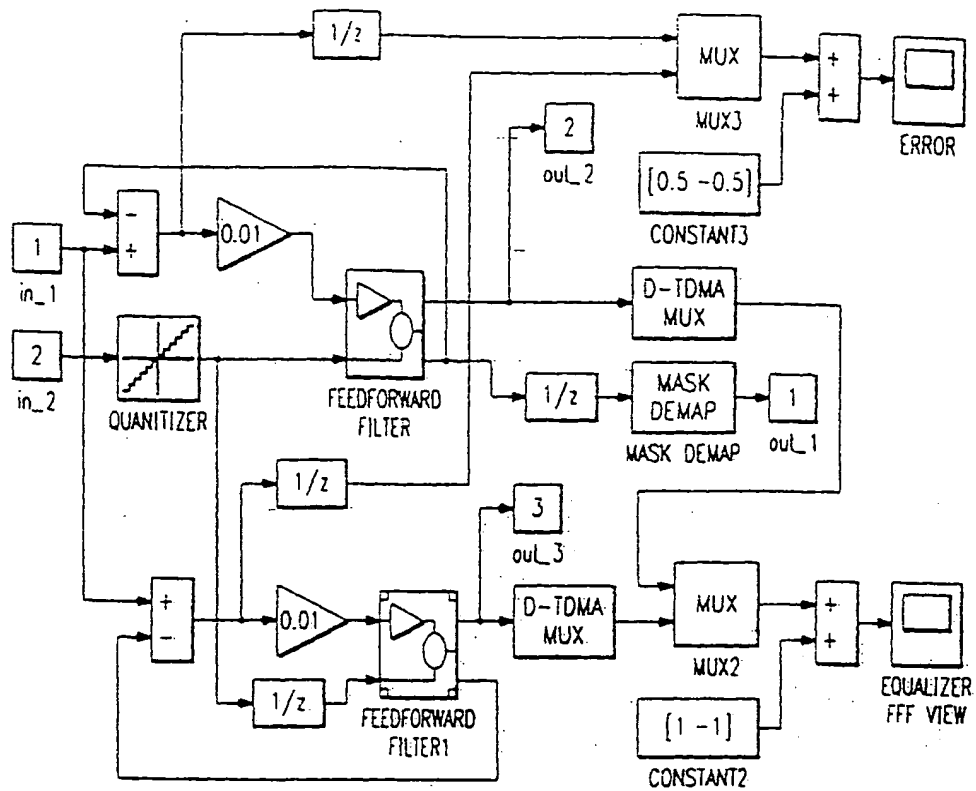 1/z
MUX
MUX3
+
+
ERROR
2
out_2
[0.5 -0.5]
CONSTANT3
-
+
0.01
1
in_1
D-TDMA
MUX
2
in_2
QUANITIZER
FEEDFORWARD
FILTER
1/z
MASK
DEMAP
MASK DEMAP
1
out_1
1/z
3
out_3
+
-
0.01
D-TDMA
MUX
MUX
MUX2
+
+
1/z
FEEDFORWARD
FILTER1
EQUALIZER
FFF VIEW
[1 -1]
CONSTANT2